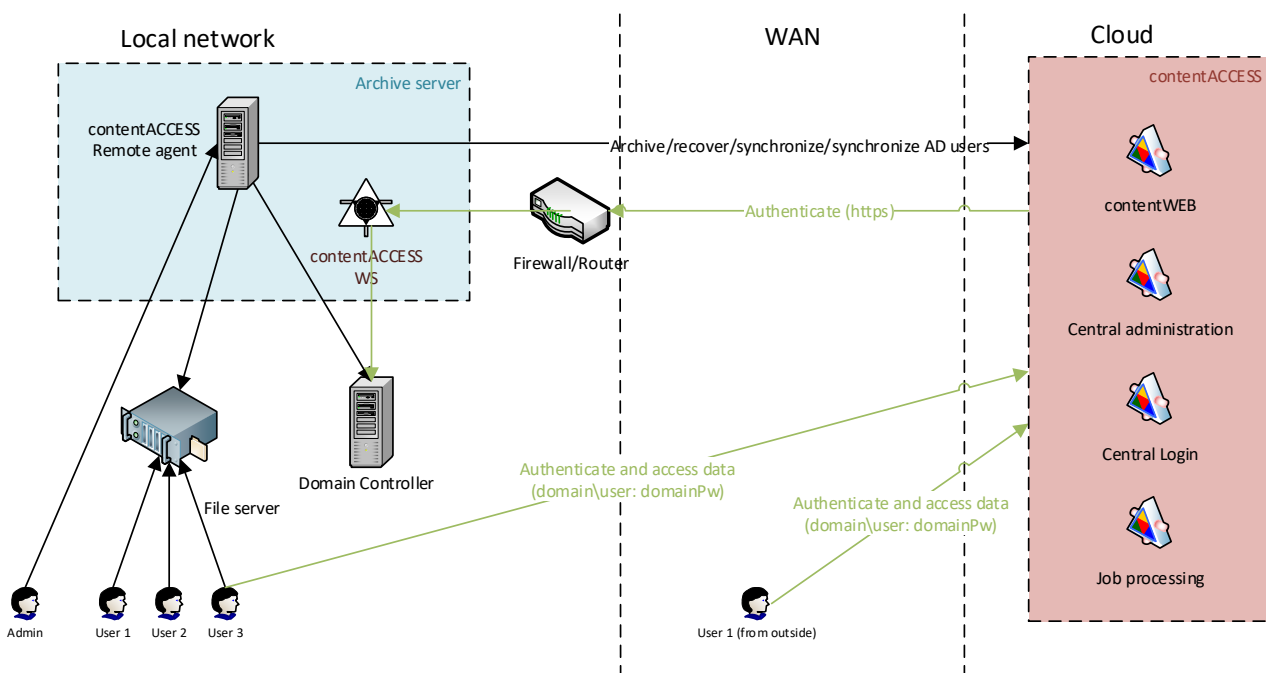 Local network
WAN
Cloud
Archive server
contentACCESS
contentACCESS
Remote agent
Archive/recover/synchronize/synchronize AD users
contentWEB
Authenticate (https)
contentACCESS
WS
Firewall/Router
Central administration
Domain Controller
File server
Authenticate and access data
(domain\user: domainPw)
Central Login
Authenticate and access data
(domain\user: domainPw)
Job processing
Admin
User 1
User 2
User 3
User 1 (from outside)